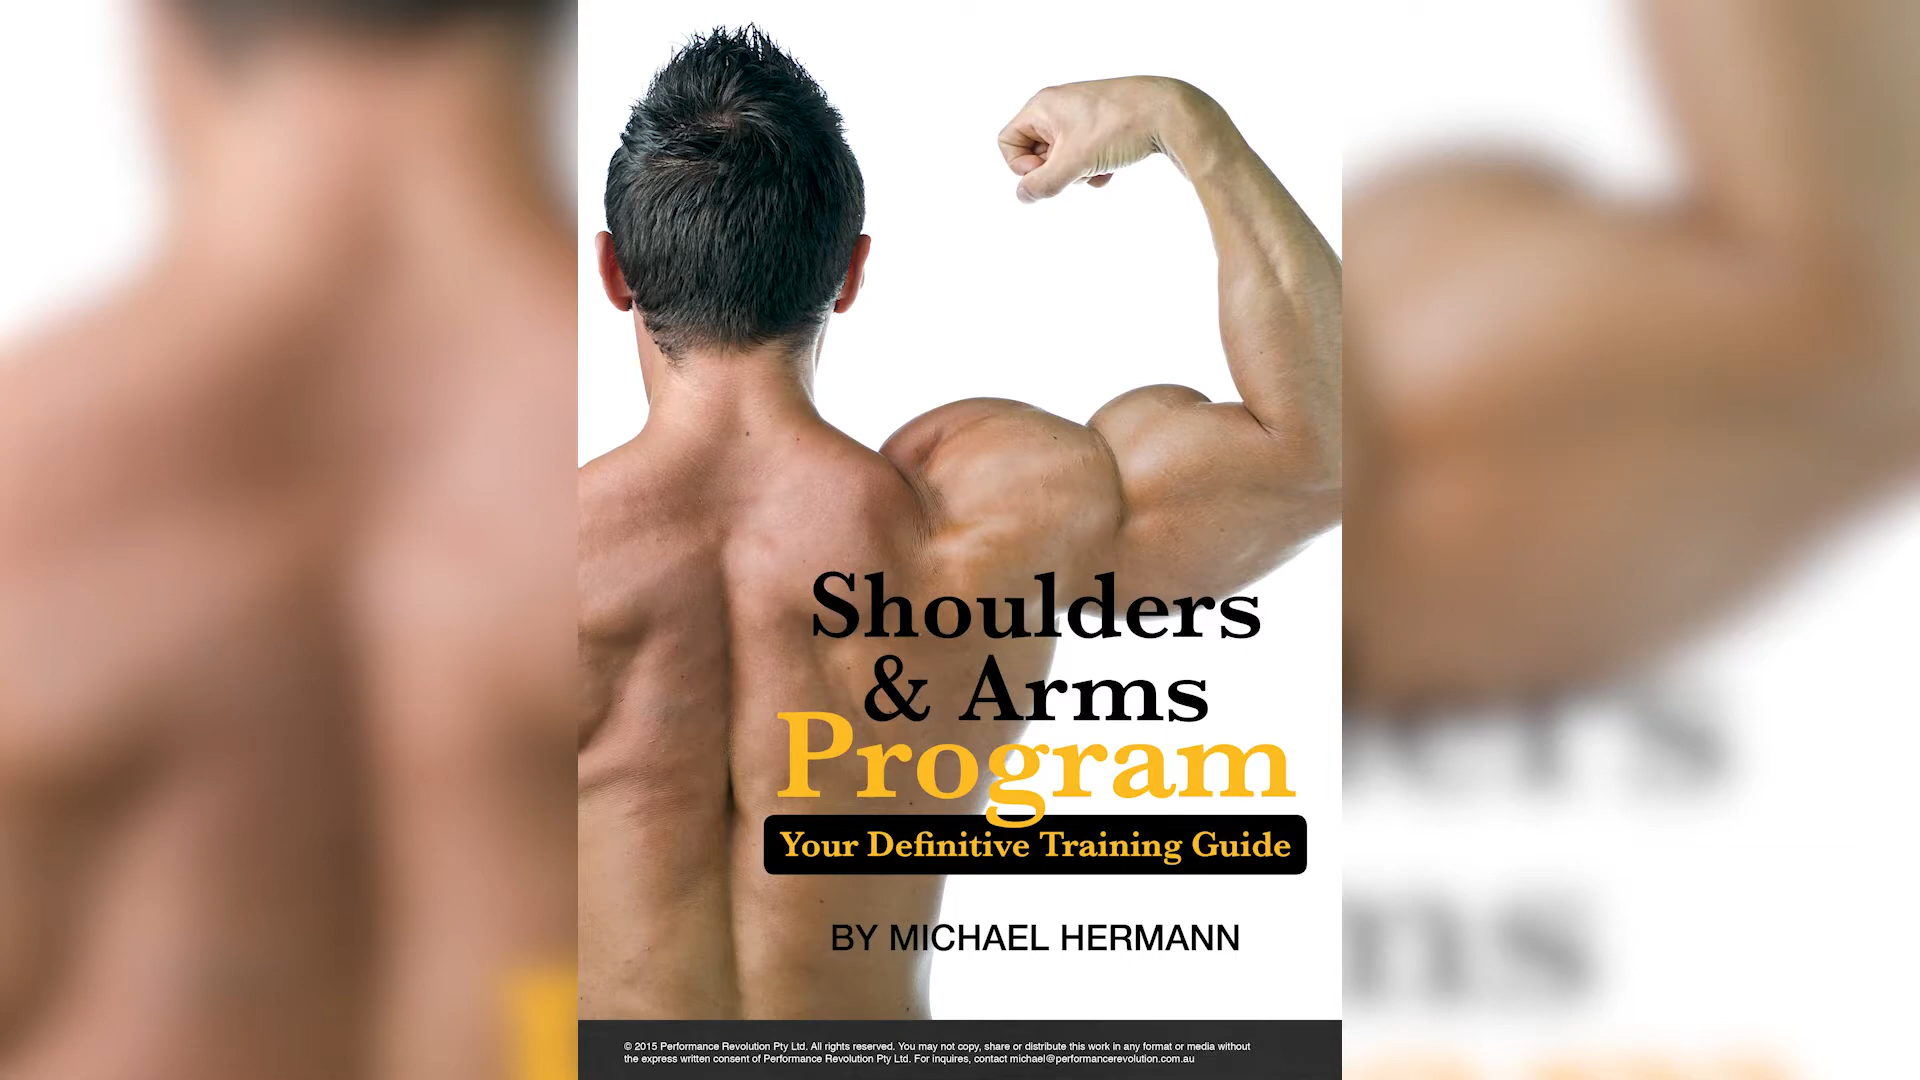 Shoulders
& Arms
Program
Your Definitive Training Guide
BY MICHAEL HERMANN
© 2015 Performance Revolution Pty Ltd. All rights reserved. You may not copy, share or distribute this work in any format or media without
the express written consent of Performance Revolution Pty Ltd. For inquires, contact michael@performancerevolution.com.au